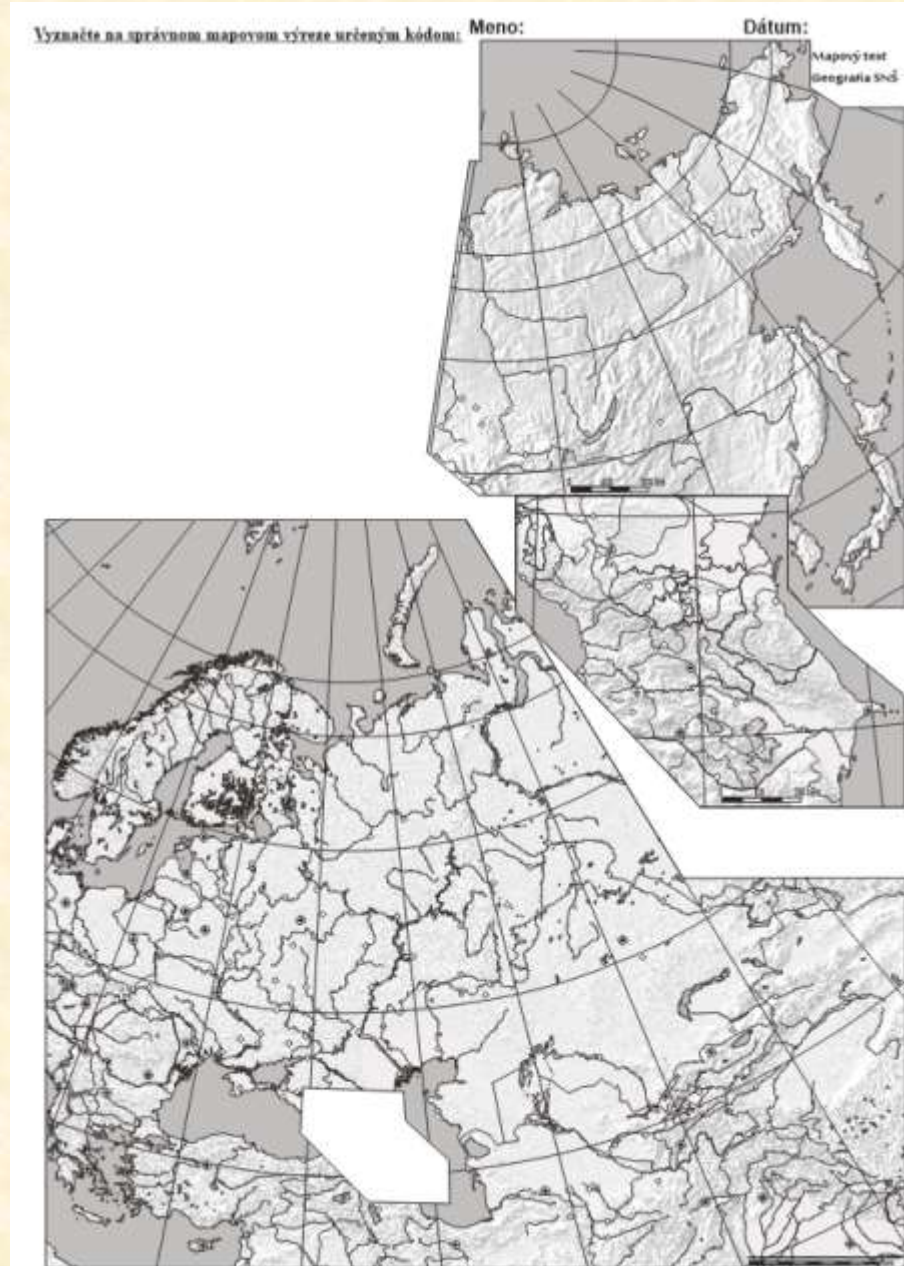 Vyznačte na správnom mapovom výreze určeným kódom:
Meno:
Dátum:
Mapový test
Geografia SNŠ